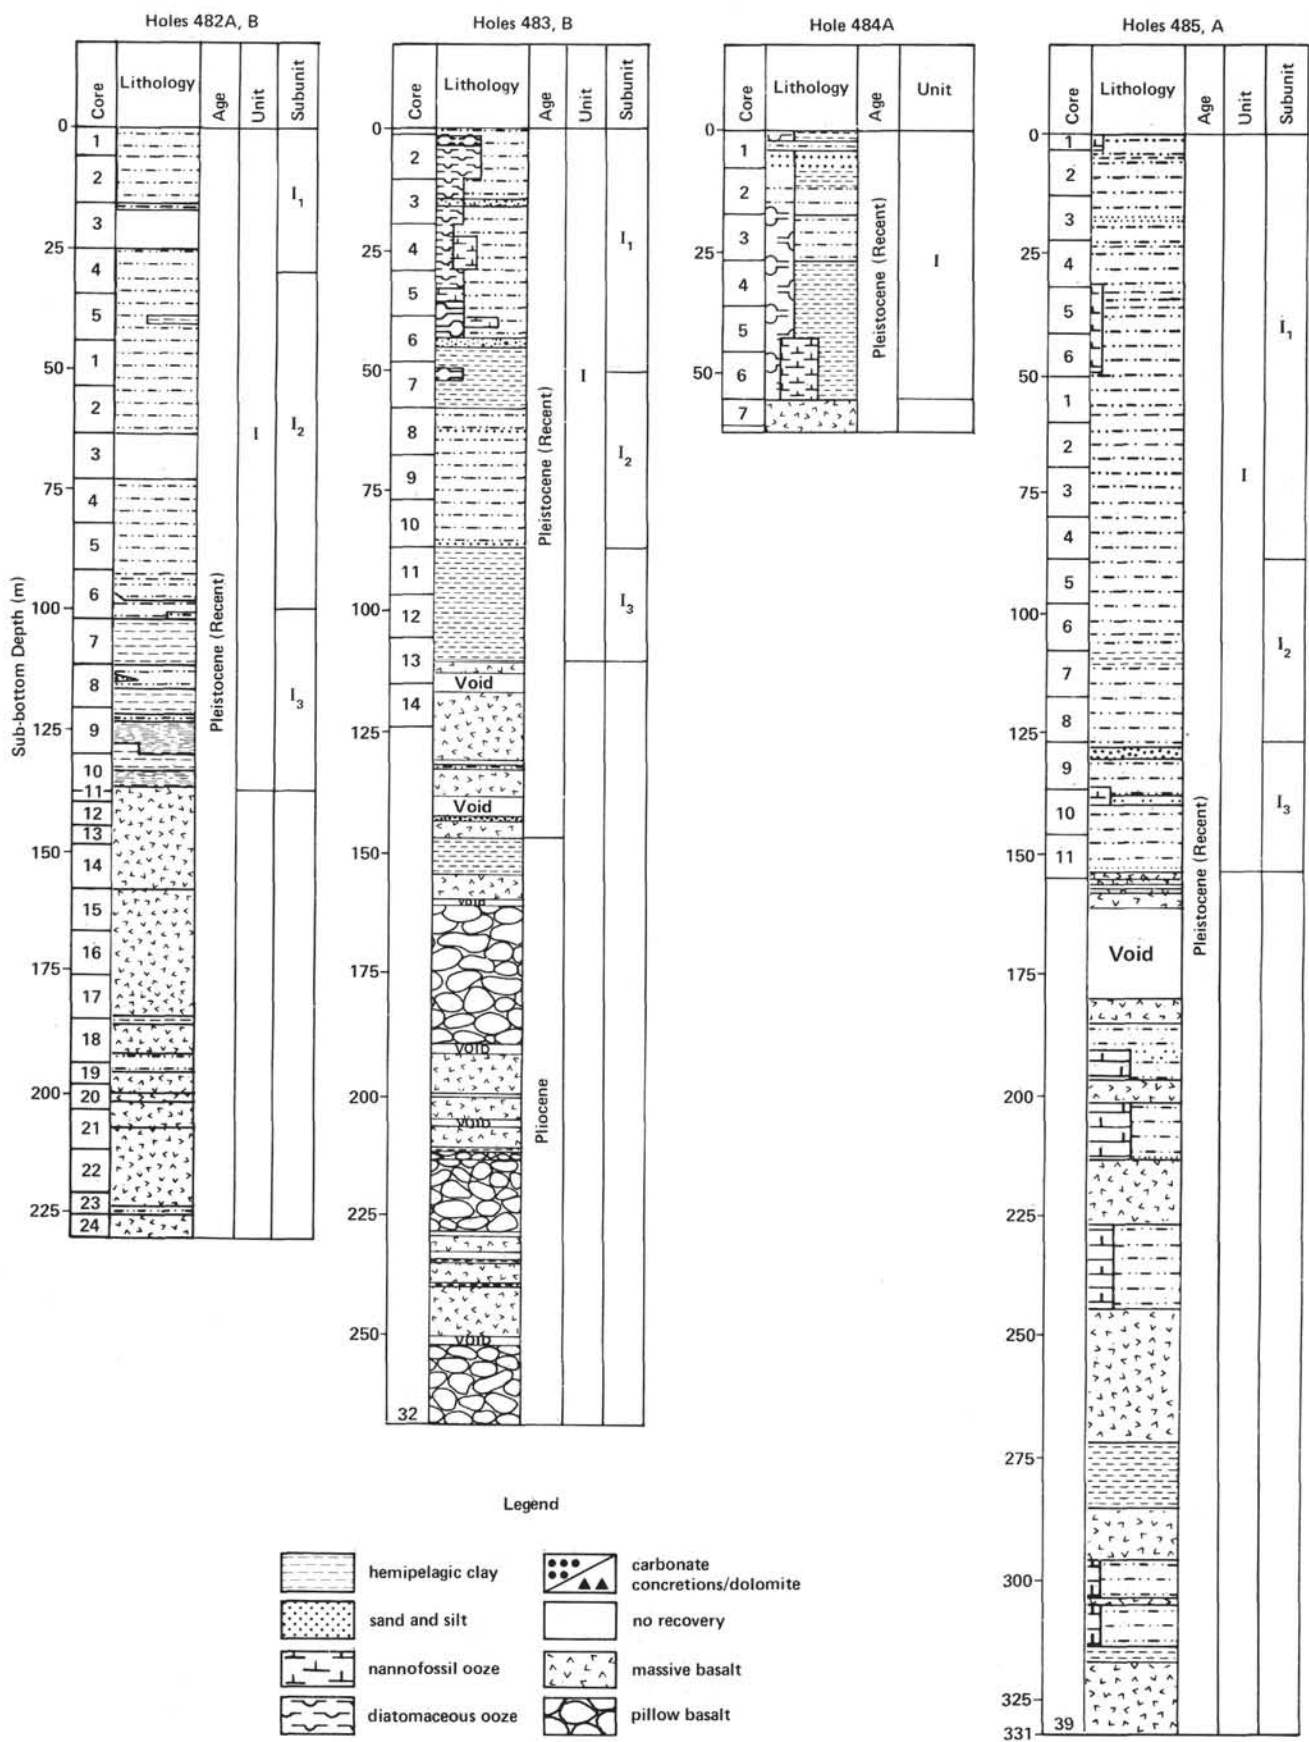 Holes 482A, B
Core
Lithology
Age
Unit
Subunit
Sub-bottom Depth (m)
0
25
50
75
100
125
150
175
200
225
1
2
3
4
5
1
2
3
4
5
6
7
8
9
10
11
12
13
14
15
16
17
18
19
20
21
22
23
24
Pleistocene (Recent)
I
I1
I2
I3
Holes 483, B
Core
Lithology
Age
Unit
Subunit
0
25
50
75
100
125
150
175
200
225
250
2
3
4
5
6
7
8
9
10
11
12
13
14
32
Void
Void
void
VOID
VOID
VOID
Pleistocene (Recent)
Pliocene
I
I1
I2
I3
Hole 484A
Core
Lithology
Age
Unit
0
25
50
1
2
3
4
5
6
7
Pleistocene (Recent)
I
Holes 485, A
Core
Lithology
Age
Unit
Subunit
0
25
50
75
100
125
150
175
200
225
250
275
300
325
331
1
2
3
4
5
6
1
2
3
4
5
6
7
8
9
10
11
39
Void
Pleistocene (Recent)
I
I1
I2
I3
Legend
hemipelagic clay
sand and silt
nannofossil ooze
diatomaceous ooze
carbonate
concretions/dolomite
no recovery
massive basalt
pillow basalt